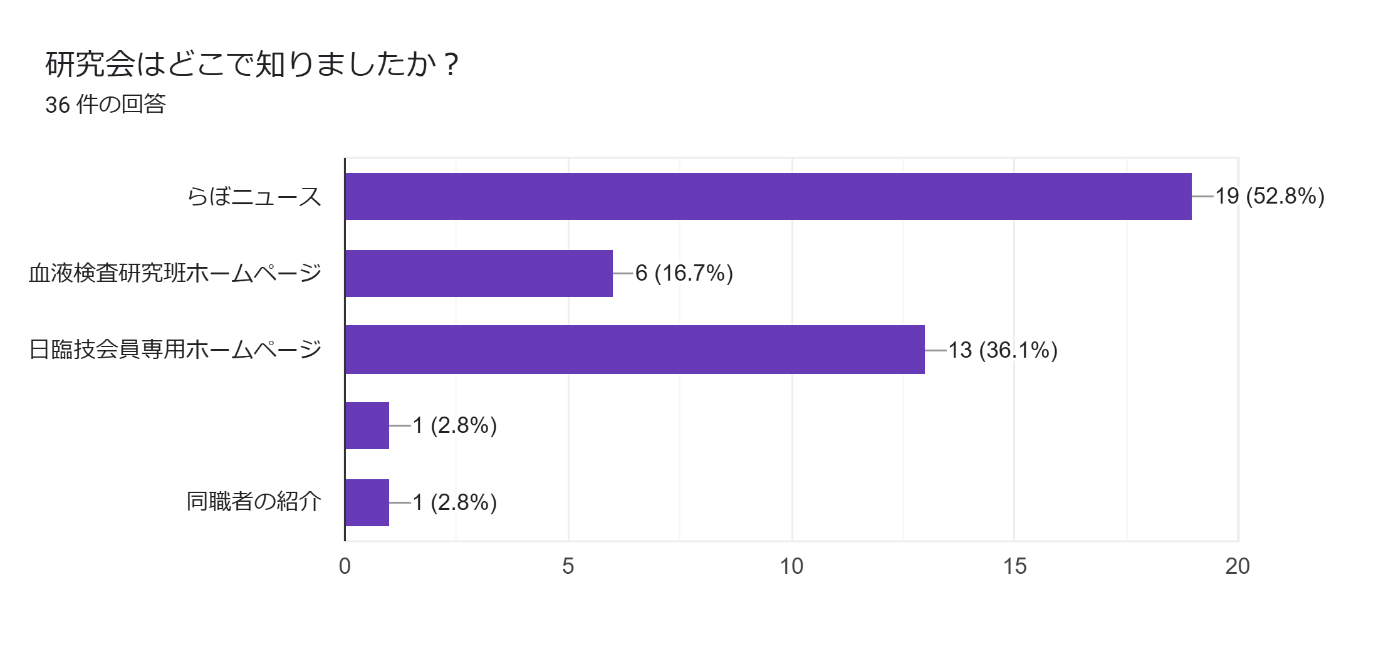 研究会はどこで知りましたか？
36 件の回答
らぼニュース
19 (52.8%)
血液検査研究班ホームページ
6 (16.7%)
日臨技会員専用ホームページ
13 (36.1%)
1 (2.8%)
同職者の紹介
1 (2.8%)
0 5 10 15 20